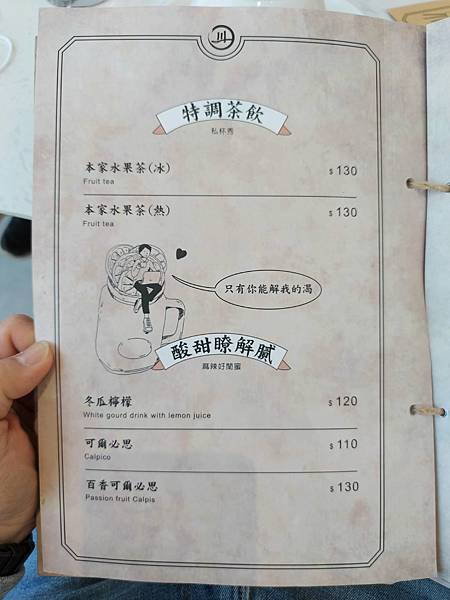 川
特調茶飲
私杯秀
本家水果茶(冰) $ 130
Fruit tea
本家水果茶(熱) $ 130
Fruit tea
只有你能解我的渴
酸甜瞭解膩
麻辣好閨蜜
冬瓜檸檬 $ 120
White gourd drink with lemon juice
可爾必思 $ 110
Calpico
百香可爾必思 $ 130
Passion fruit Calpis